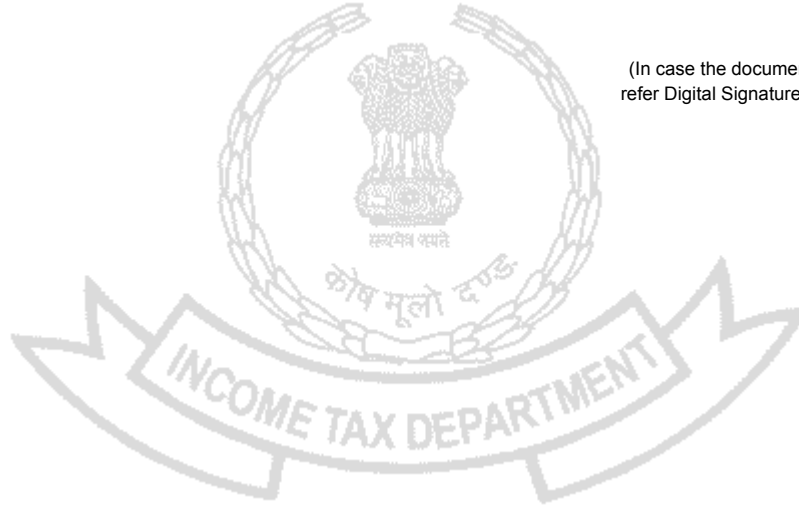 (In case the docume
refer Digital Signature
सत्यमेव जयते
कोष मूलो दण्ड:
INCOME TAX DEPARTMENT